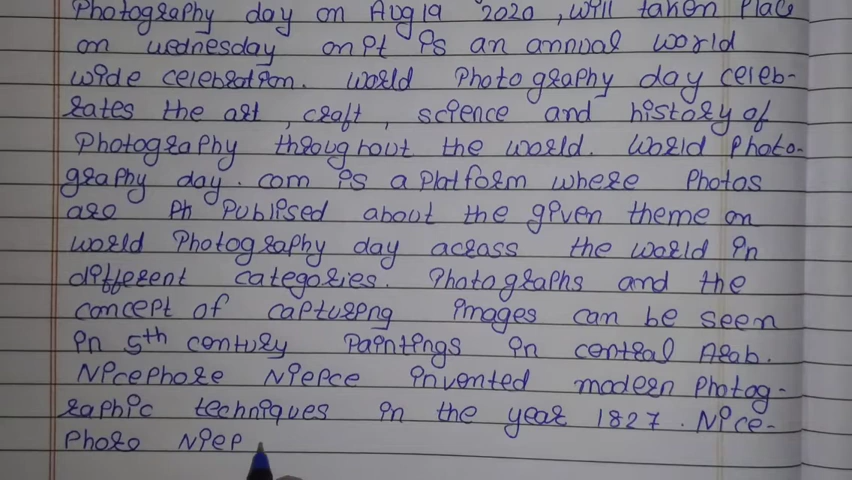 Photography day on Aug 19 2020, will taken Place
on wednesday on It is an annual world
wide celebration. World Photography day celeb-
rates the art, craft, science and history of
Photography throughout the world. World Photo-
graphy day. com is a Platform where Photos
are Ph Publised about the given theme on
world Photography day acrass the world in
different categories. Photographs and the
concept of capturing images can be seen
in 5th century Paintings in central Arab.
Nicephore Niepce invented modern Photog-
raphic techniques in the year 1827. Nice-
Phoro Niep